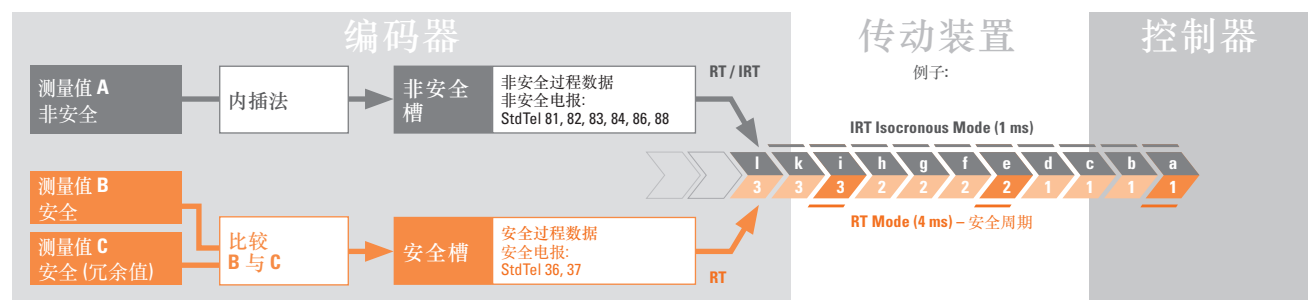 编码器
传动装置
控制器
测量值 A
非安全
内插法
非安全
槽
非安全过程数据
非安全电报:
StdTel 81, 82, 83, 84, 86, 88
RT / IRT
例子:
IRT Isocronous Mode (1 ms)
l k i h g f e d c b a
3 3 3 2 2 2 2 1 1 1 1
RT Mode (4 ms) – 安全周期
测量值 B
安全
测量值 C
安全 (冗余值)
比较
B 与 C
安全槽
安全过程数据
安全电报:
StdTel 36, 37
RT